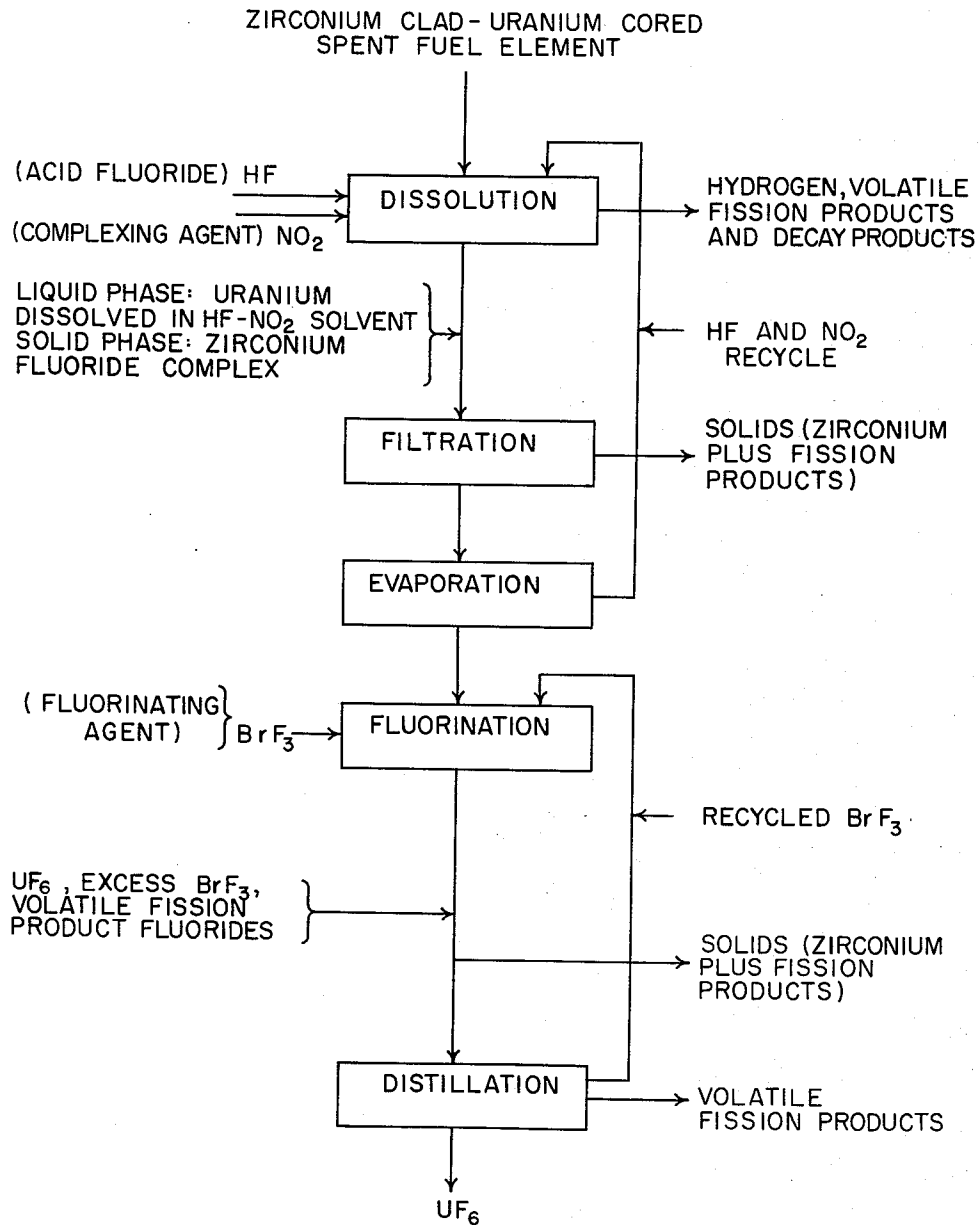 ZIRCONIUM CLAD-URANIUM CORED
SPENT FUEL ELEMENT
(ACID FLUORIDE) HF
(COMPLEXING AGENT) NO₂
DISSOLUTION
HYDROGEN, VOLATILE
FISSION PRODUCTS
AND DECAY PRODUCTS
LIQUID PHASE: URANIUM
DISSOLVED IN HF-NO₂ SOLVENT
SOLID PHASE: ZIRCONIUM
FLUORIDE COMPLEX
HF AND NO₂
RECYCLE
FILTRATION
SOLIDS (ZIRCONIUM
PLUS FISSION
PRODUCTS)
EVAPORATION
(FLUORINATING
AGENT)
BrF₃
FLUORINATION
RECYCLED BrF₃
UF₆, EXCESS BrF₃,
VOLATILE FISSION
PRODUCT FLUORIDES
SOLIDS (ZIRCONIUM
PLUS FISSION
PRODUCTS)
DISTILLATION
VOLATILE
FISSION PRODUCTS
UF₆